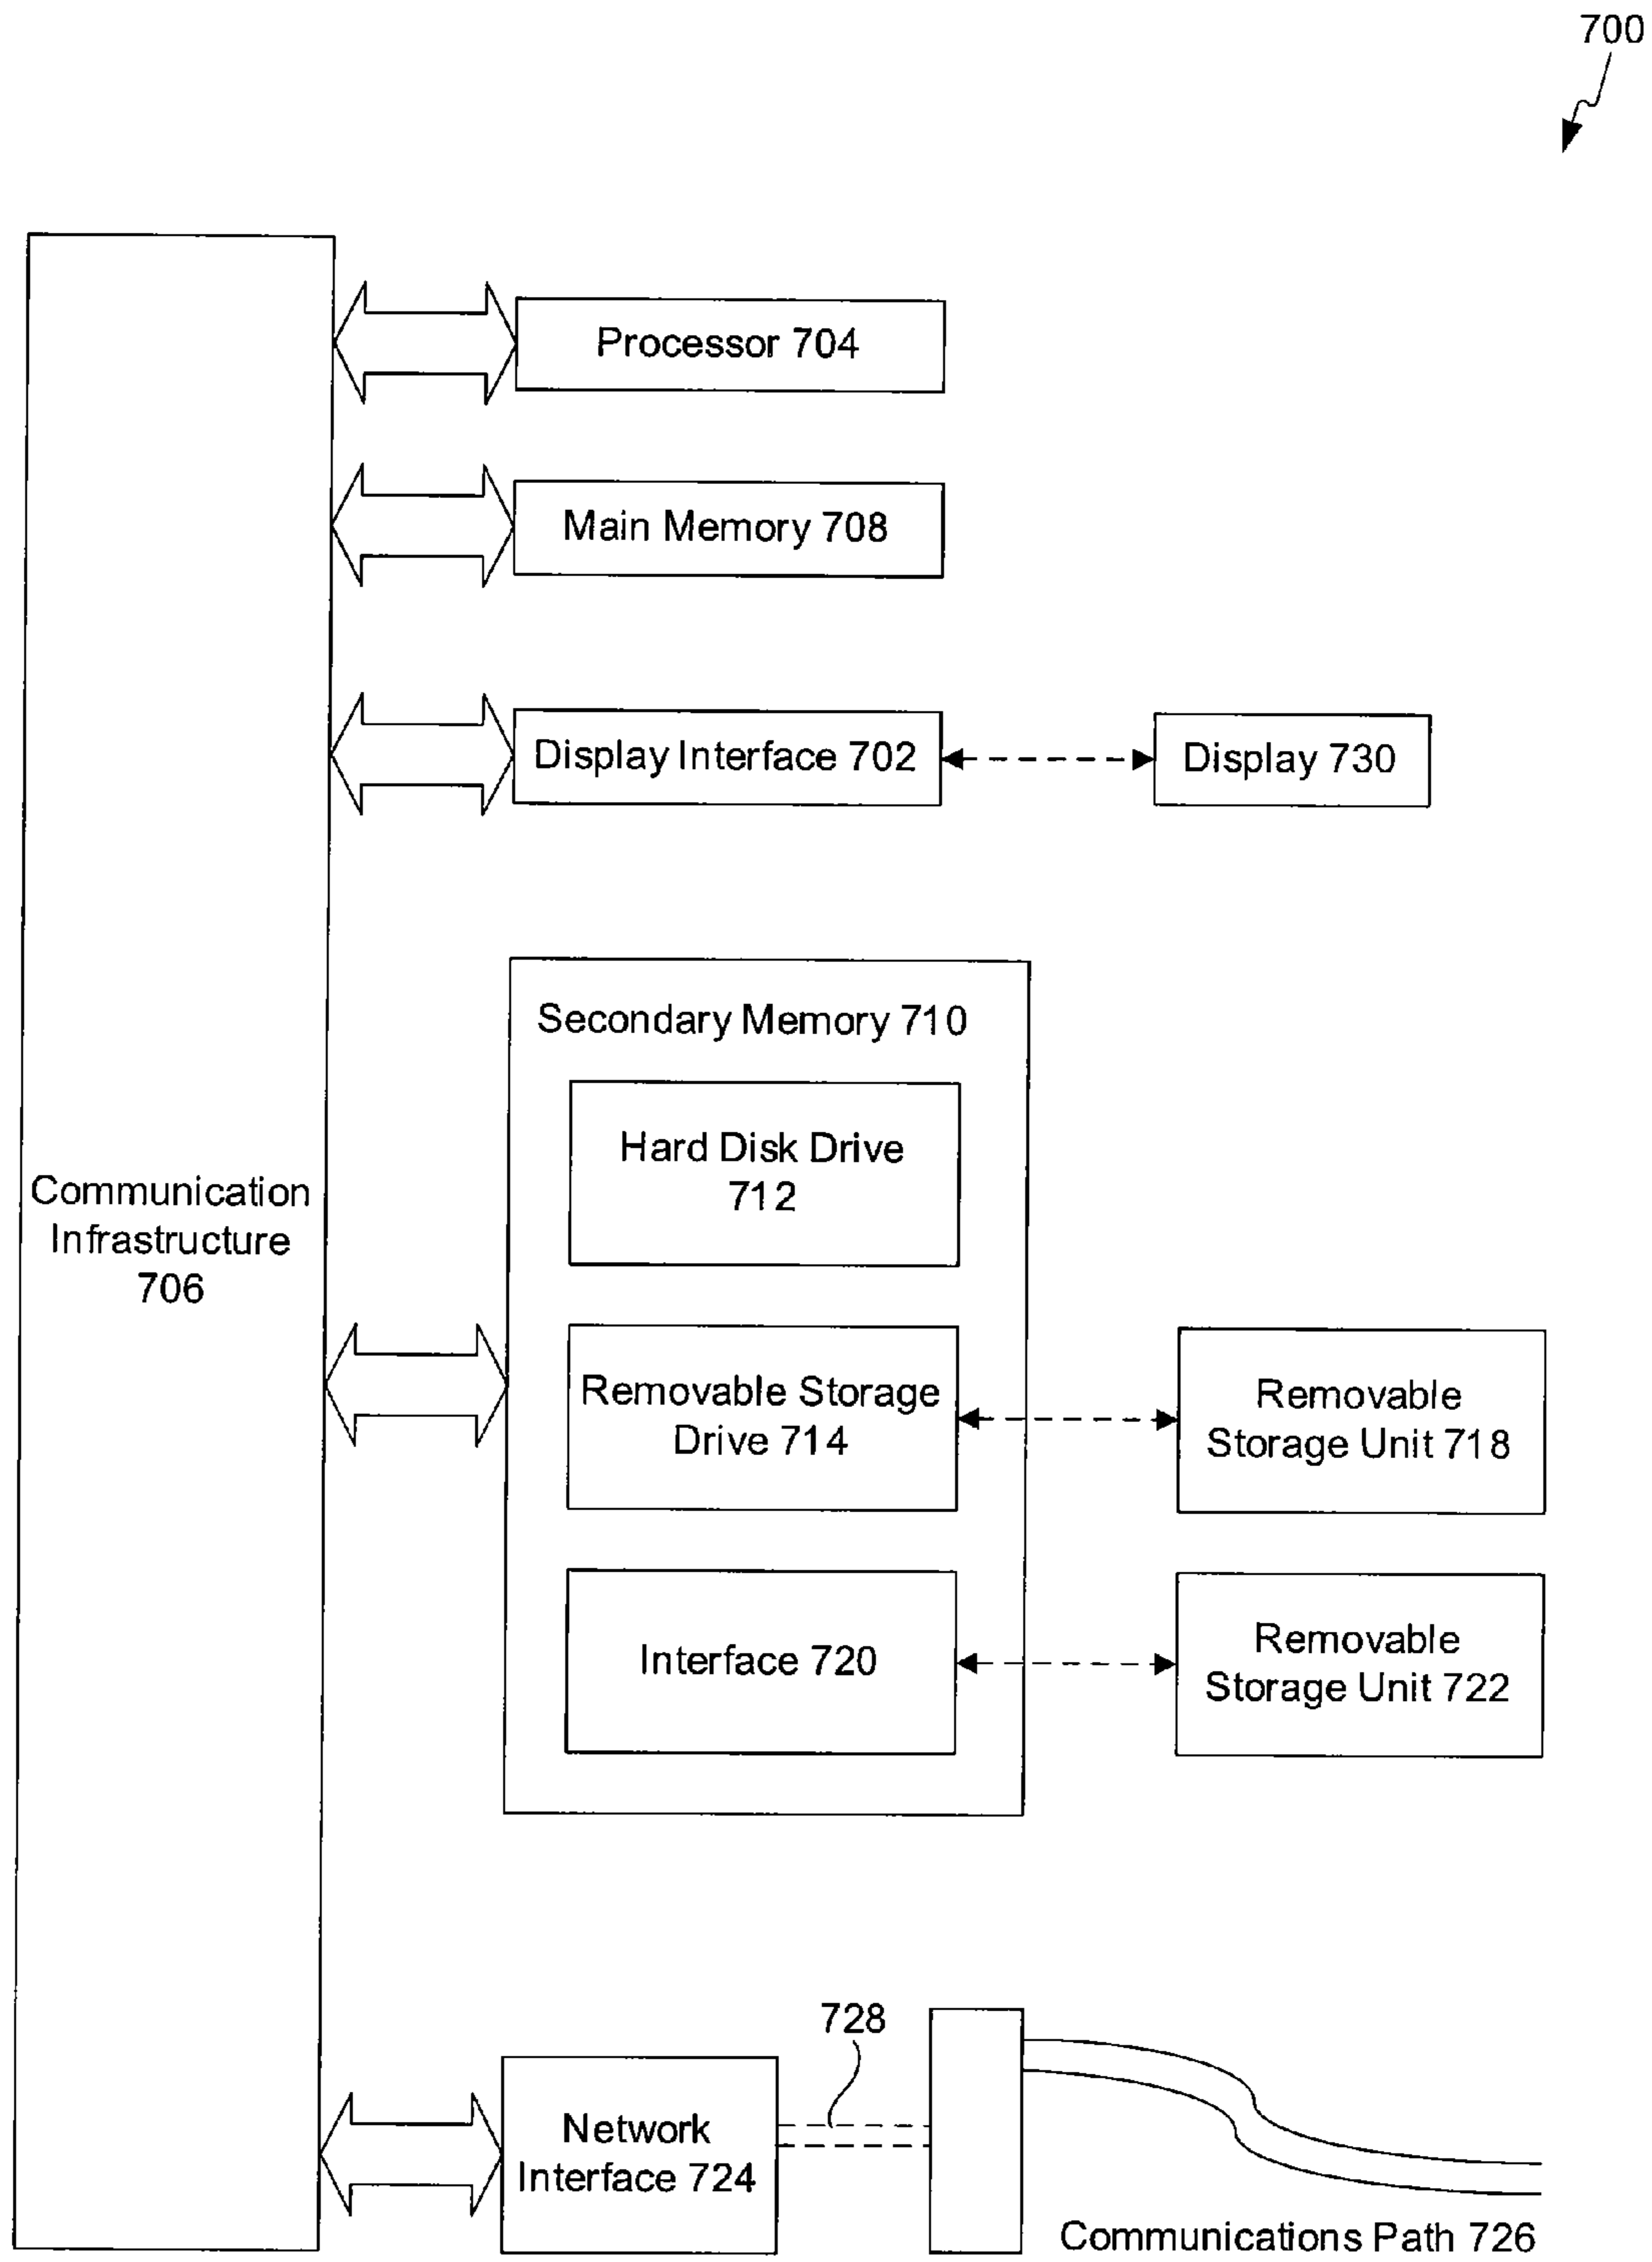 700
Processor 704
Main Memory 708
Display Interface 702
Display 730
Secondary Memory 710
Hard Disk Drive
712
Communication
Infrastructure
706
Removable Storage
Drive 714
Removable
Storage Unit 718
Interface 720
Removable
Storage Unit 722
728
Network
Interface 724
Communications Path 726